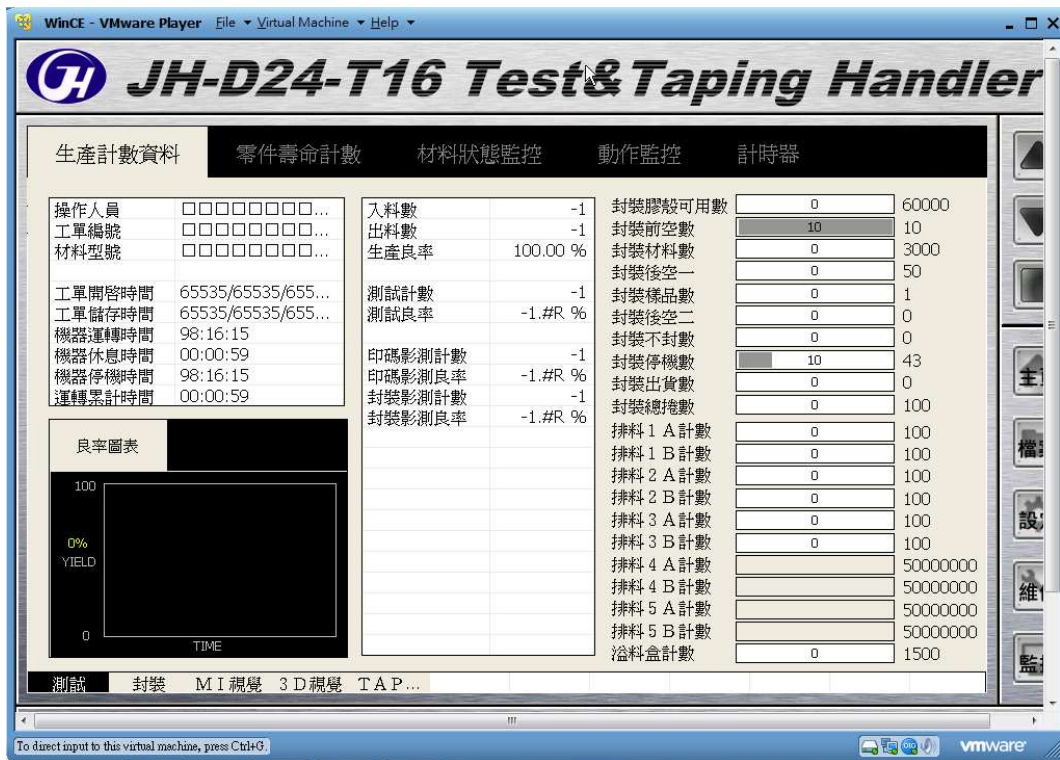 WinCE - VMware Player File Virtual Machine Help
JH-D24-T16 Test&Taping Handler
生產計數資料 零件壽命計數 材料狀態監控 動作監控 計時器
操作人員 □□□□□□□□...
工單編號 □□□□□□□□...
材料型號 □□□□□□□□...
工單開啓時間 65535/65535/655...
工單儲存時間 65535/65535/655...
機器運轉時間 98:16:15
機器休息時間 00:00:59
機器停機時間 98:16:15
運轉累計時間 00:00:59
良率圖表
100
0%
YIELD
0
TIME
入料數 -1
出料數 -1
生產良率 100.00 %
測試計數 -1
測試良率 -1.#R %
印碼影測計數 -1
印碼影測良率 -1.#R %
封裝影測計數 -1
封裝影測良率 -1.#R %
封裝膠殼可用數 0 60000
封裝前空數 10 10
封裝材料數 0 3000
封裝後空一 0 50
封裝樣品數 0 1
封裝後空二 0 0
封裝不封數 0 0
封裝停機數 10 43
封裝出貨數 0 0
封裝總捲數 0 100
排料1 A計數 0 100
排料1 B計數 0 100
排料2 A計數 0 100
排料2 B計數 0 100
排料3 A計數 0 100
排料3 B計數 0 100
排料4 A計數 50000000
排料4 B計數 50000000
排料5 A計數 50000000
排料5 B計數 50000000
溢料盒計數 0 1500
主
設
維
測試 封裝 MI視覺 3D視覺 TAP...
To direct input to this virtual machine, press Ctrl+G.
vmware